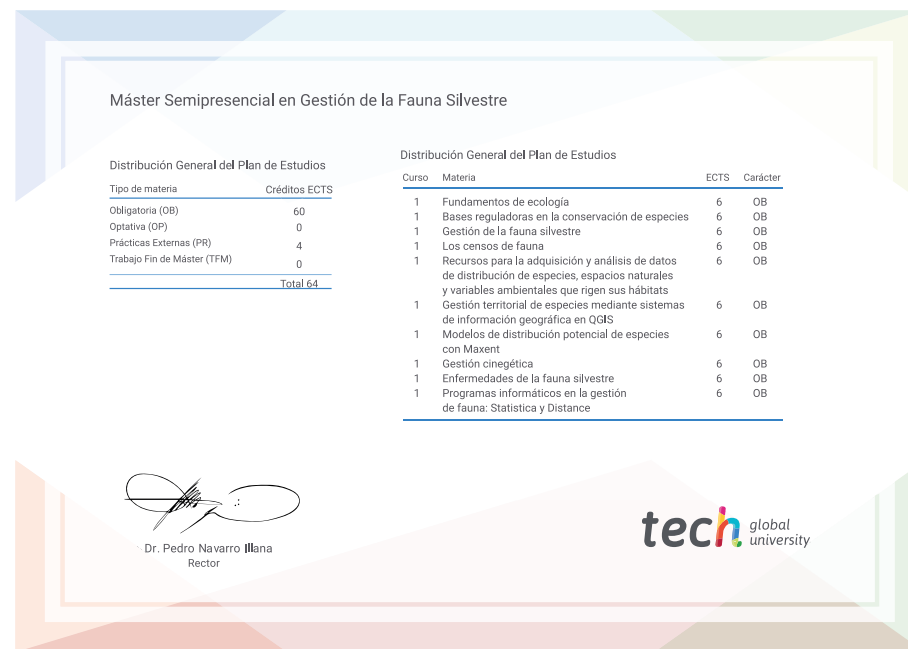 Máster Semipresencial en Gestión de la Fauna Silvestre
Distribución General del Plan de Estudios
Tipo de materia Créditos ECTS
Obligatoria (OB) 60
Optativa (OP) 0
Prácticas Externas (PR) 4
Trabajo Fin de Máster (TFM) 0
Total 64
Distribución General del Plan de Estudios
Curso Materia ECTS Carácter
1 Fundamentos de ecología 6 OB
1 Bases reguladoras en la conservación de especies 6 OB
1 Gestión de la fauna silvestre 6 OB
1 Los censos de fauna 6 OB
1 Recursos para la adquisición y análisis de datos 6 OB
de distribución de especies, espacios naturales
y variables ambientales que rigen sus hábitats
1 Gestión territorial de especies mediante sistemas 6 OB
de información geográfica en QGIS
1 Modelos de distribución potencial de especies 6 OB
con Maxent
1 Gestión cinegética 6 OB
1 Enfermedades de la fauna silvestre 6 OB
1 Programas informáticos en la gestión 6 OB
de fauna: Statistica y Distance
Dr. Pedro Navarro Illana
Rector
tech global
university